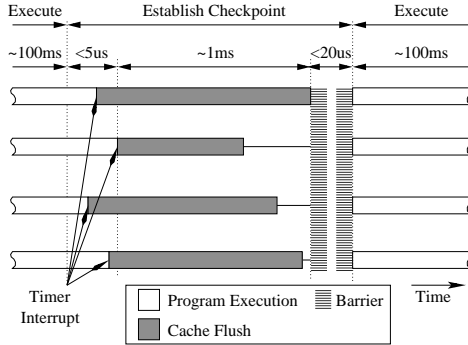 Execute Establish Checkpoint Execute
~100ms <5us ~1ms <20us ~100ms
Timer
Interrupt
Program Execution Barrier
Cache Flush
Time